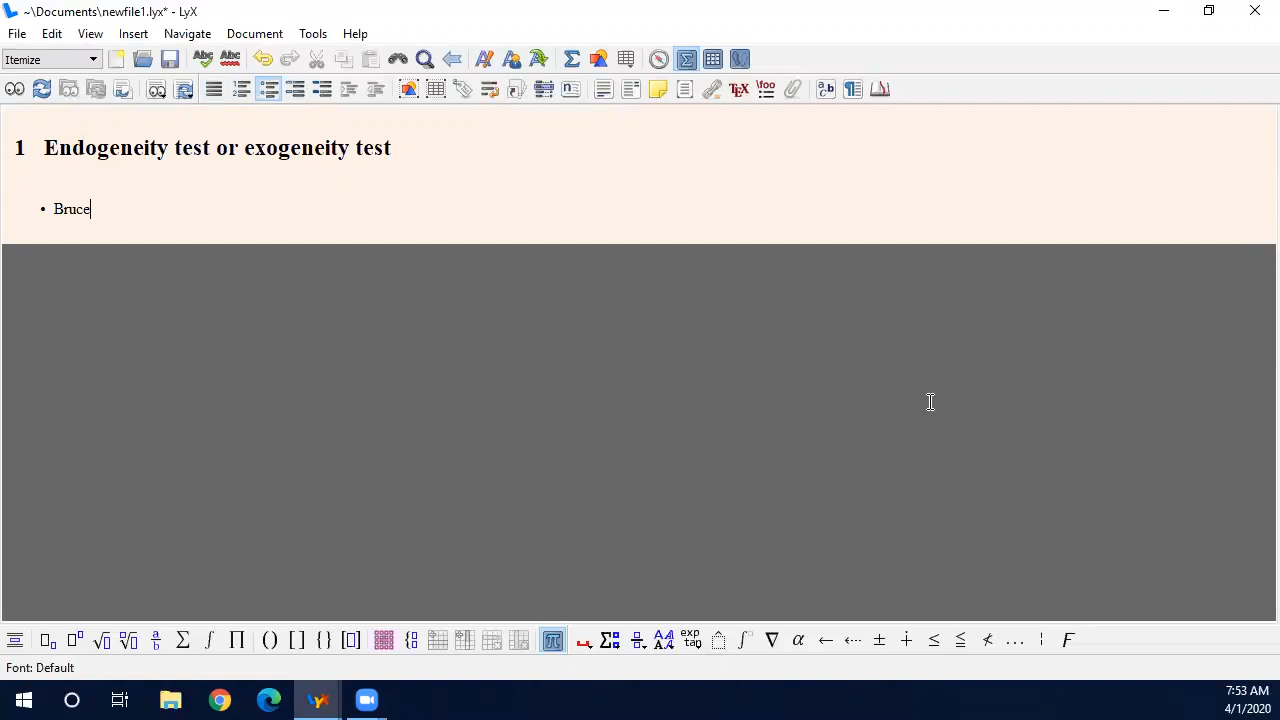 ~\Documents\newfile1.lyx* - LyX
File Edit View Insert Navigate Document Tools Help
Itemize
1 Endogeneity test or exogeneity test
• Bruce
Font: Default
7:53 AM
4/1/2020